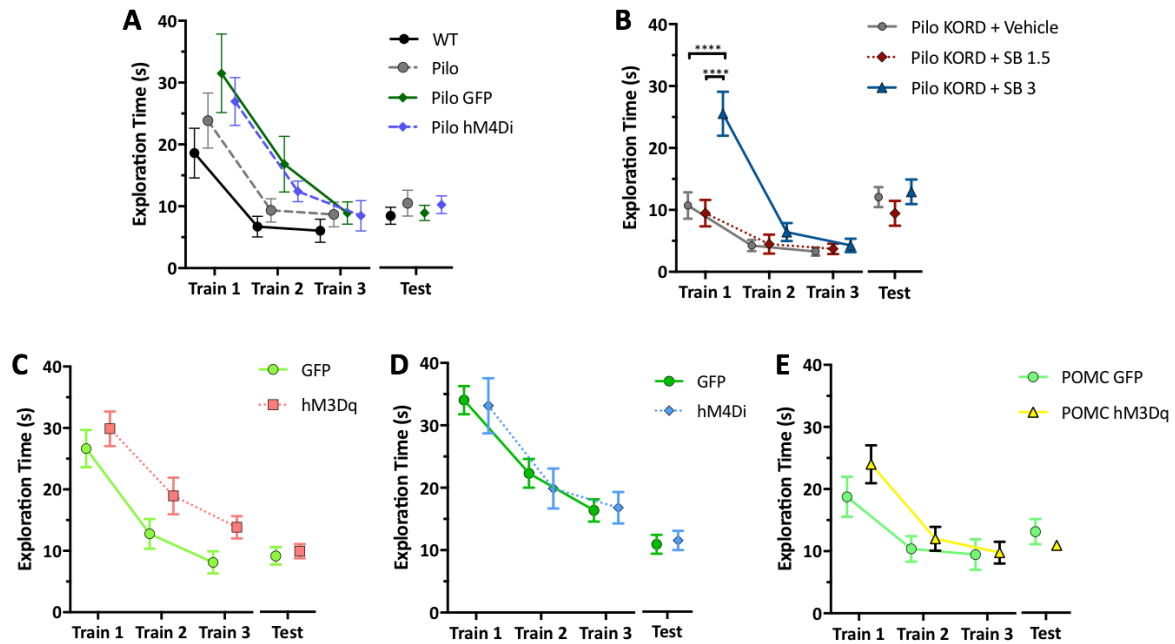 A
Exploration Time (s)
40
30
20
10
0
Train 1 Train 2 Train 3 Test
WT
Pilo
Pilo GFP
Pilo hM4Di
B
Exploration Time (s)
40
30
20
10
0
****
****
Train 1 Train 2 Train 3 Test
Pilo KORD + Vehicle
Pilo KORD + SB 1.5
Pilo KORD + SB 3
C
Exploration Time (s)
40
30
20
10
0
Train 1 Train 2 Train 3 Test
GFP
hM3Dq
D
Exploration Time (s)
40
30
20
10
0
Train 1 Train 2 Train 3 Test
GFP
hM4Di
E
Exploration Time (s)
40
30
20
10
0
Train 1 Train 2 Train 3 Test
POMC GFP
POMC hM3Dq